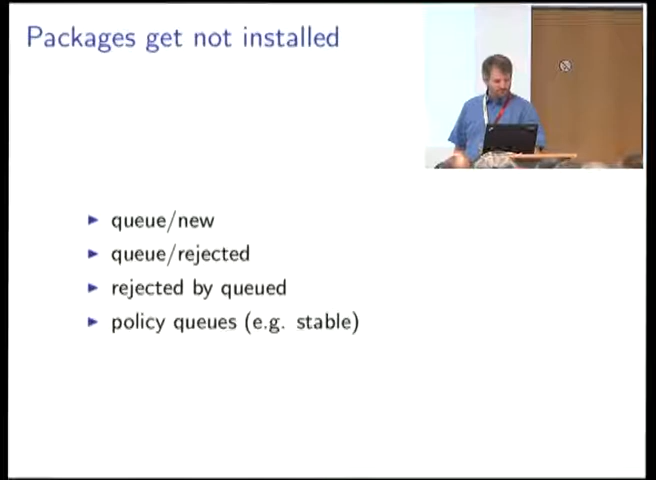 Packages get not installed
queue/new
queue/rejected
rejected by queued
policy queues (e.g. stable)